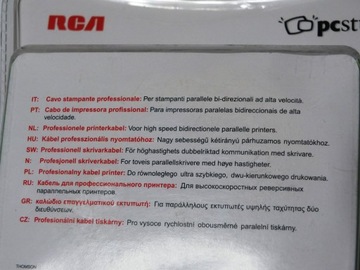 RCA
pcst
IT: Cavo stampante professionale: Per stampanti parallele bi-direzionali ad alta velocità.
PT: Cabo de impressora profissional: Para impressoras paralelas bidireccionais de alta
velocidade.
NL: Professionele printerkabel: Voor high speed bidirectionele parallelle printers.
HU: Kábel professzionális nyomtatóhoz: Nagy sebességű kétirányú párhuzamos nyomtatókhoz.
SW: Professionell skrivarkabel: För höghastighets dubbelriktad kommunikation med skrivare.
N: Profesjonell skriverkabel: For toveis parallellskrivere med høye hastigheter.
PL: Profesjonalny kabel printer: Do równoległego ultra szybkiego, dwu-kierunkowego drukowania.
RU: Кабель для профессионального принтера: Для высокоскоростных реверсивных
параллельных принтеров.
GR: καλώδιο επαγγελματικού εκτυπωτή: Για παράλληλους εκτυπωτές υψηλής ταχύτητας δύο
διευθύνσεων.
CZ: Profesionální kabel tiskárny: Pro vysoce rychlostní obousměrné paralelní tiskárny.
THOMSON